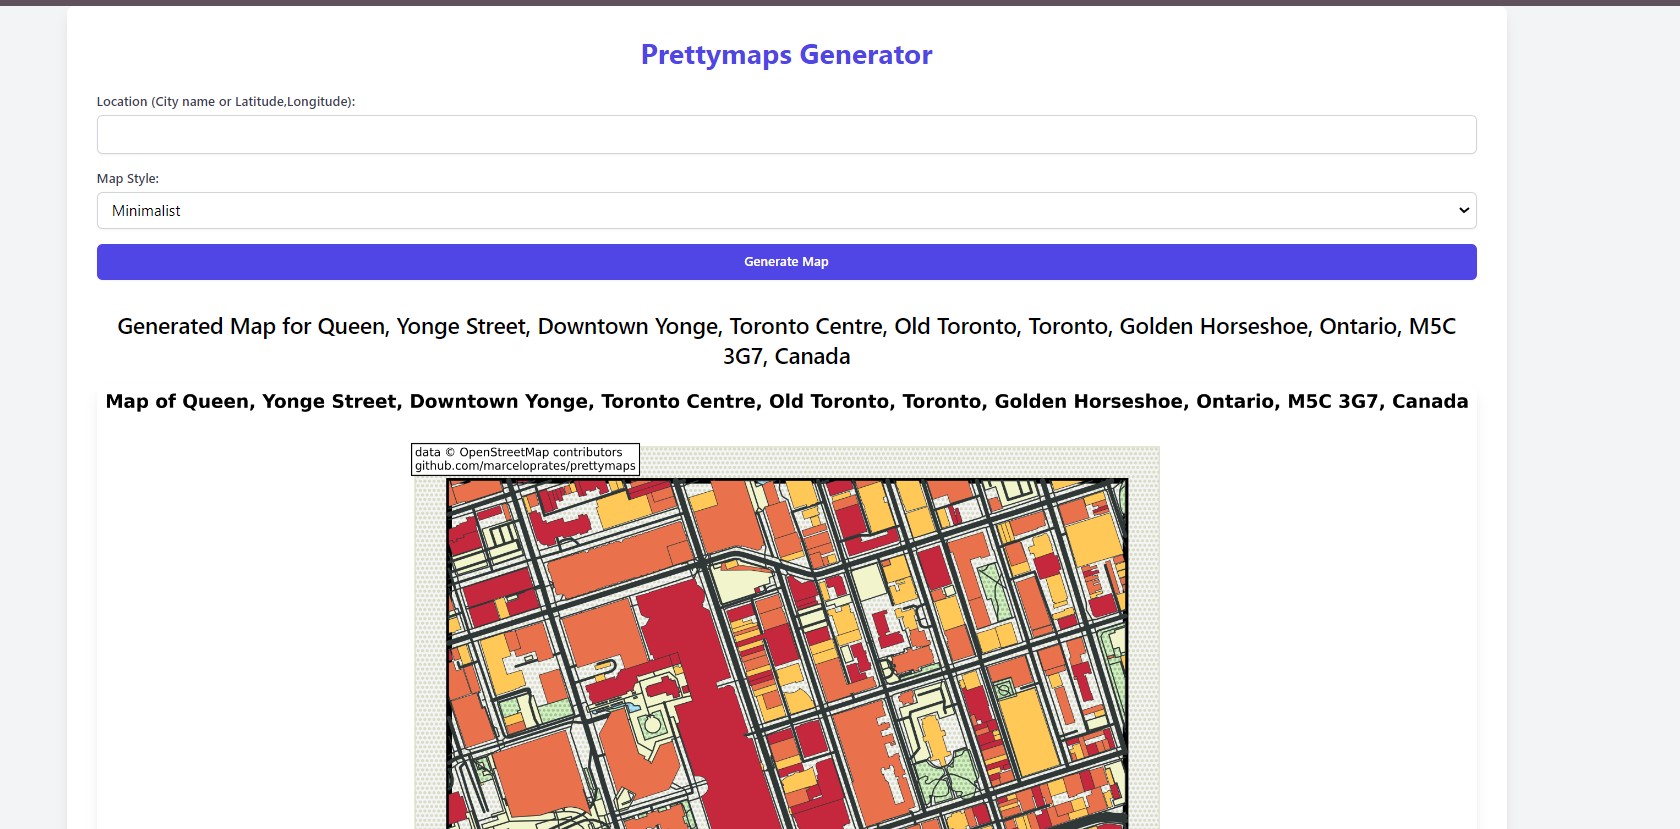 Prettymaps Generator
Location (City name or Latitude,Longitude):
Map Style:
Minimalist
Generate Map
Generated Map for Queen, Yonge Street, Downtown Yonge, Toronto Centre, Old Toronto, Toronto, Golden Horseshoe, Ontario, M5C
3G7, Canada
Map of Queen, Yonge Street, Downtown Yonge, Toronto Centre, Old Toronto, Toronto, Golden Horseshoe, Ontario, M5C 3G7, Canada
data © OpenStreetMap contributors
github.com/marceloprates/prettymaps